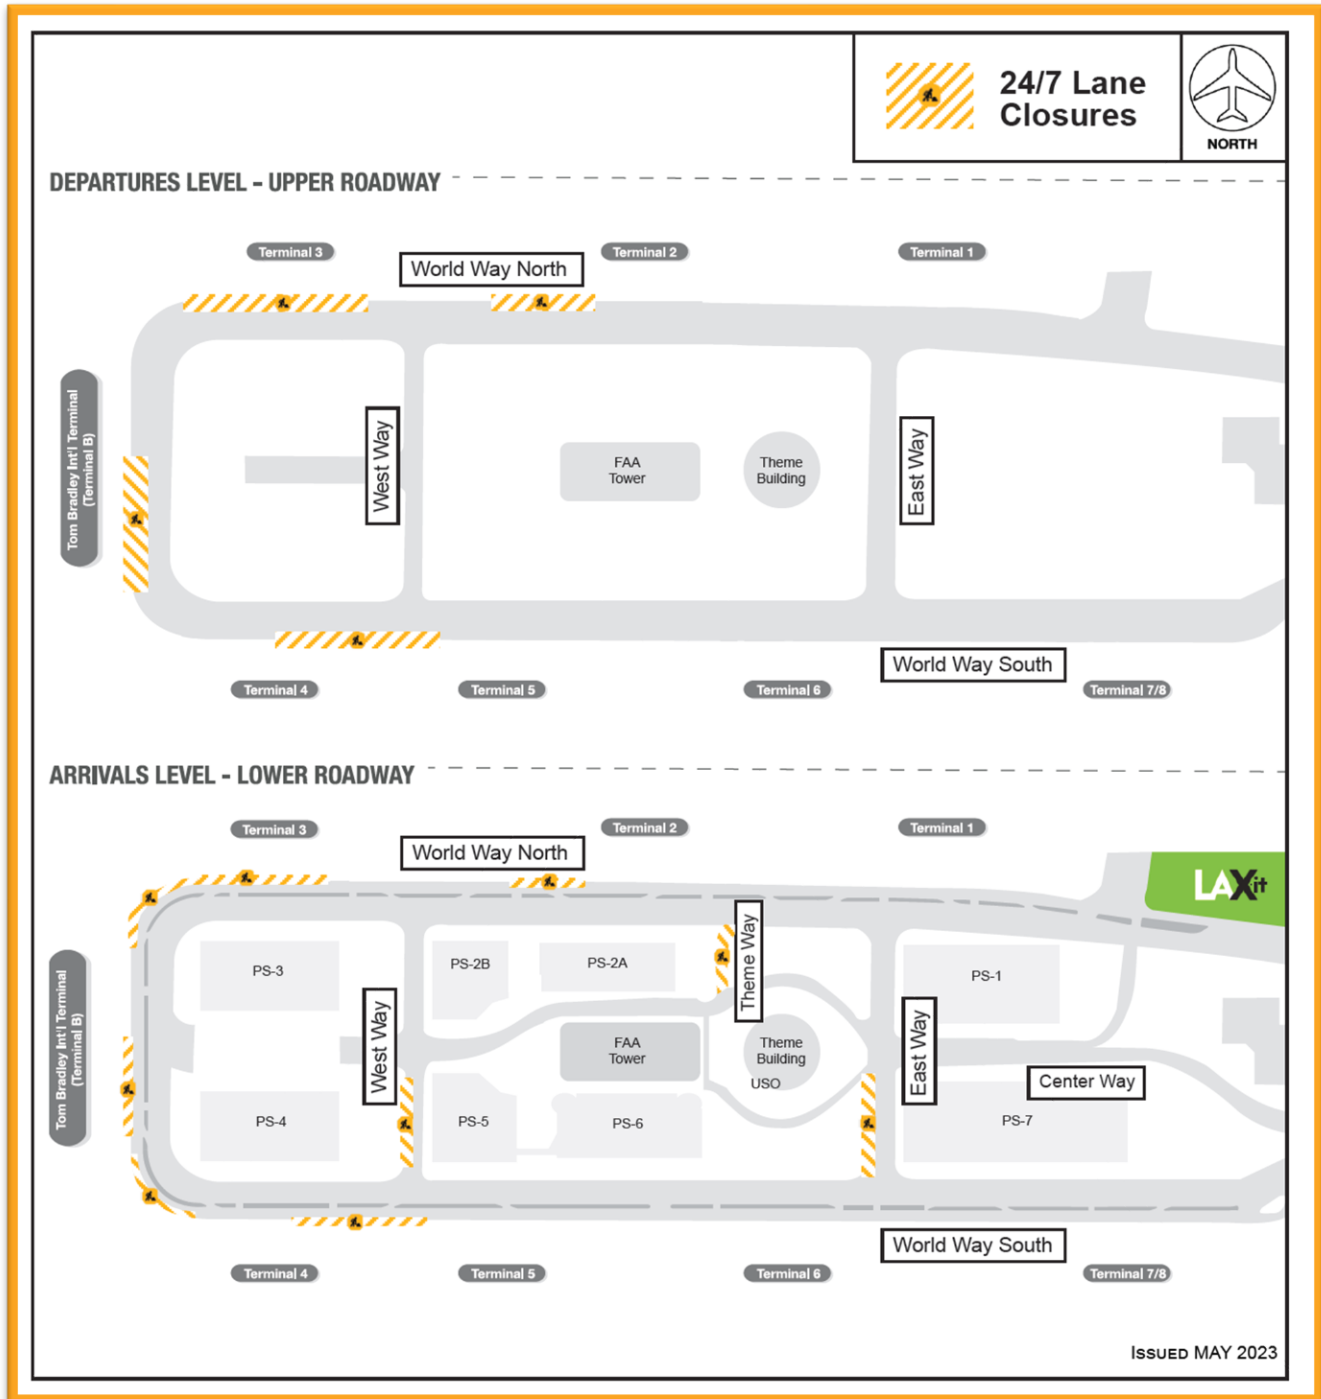 24/7 Lane
Closures
NORTH
DEPARTURES LEVEL - UPPER ROADWAY
Terminal 3
World Way North
Terminal 2
Terminal 1
Tom Bradley Int'l Terminal
(Terminal B)
West Way
FAA
Tower
Theme
Building
East Way
World Way South
Terminal 4
Terminal 5
Terminal 6
Terminal 7/8
ARRIVALS LEVEL - LOWER ROADWAY
Terminal 3
World Way North
Terminal 2
Terminal 1
LAXit
PS-3
PS-2B
PS-2A
Theme Way
PS-1
Tom Bradley Int'l Terminal
(Terminal B)
West Way
FAA
Tower
Theme
Building
USO
East Way
Center Way
PS-4
PS-5
PS-6
PS-7
World Way South
Terminal 4
Terminal 5
Terminal 6
Terminal 7/8
ISSUED MAY 2023